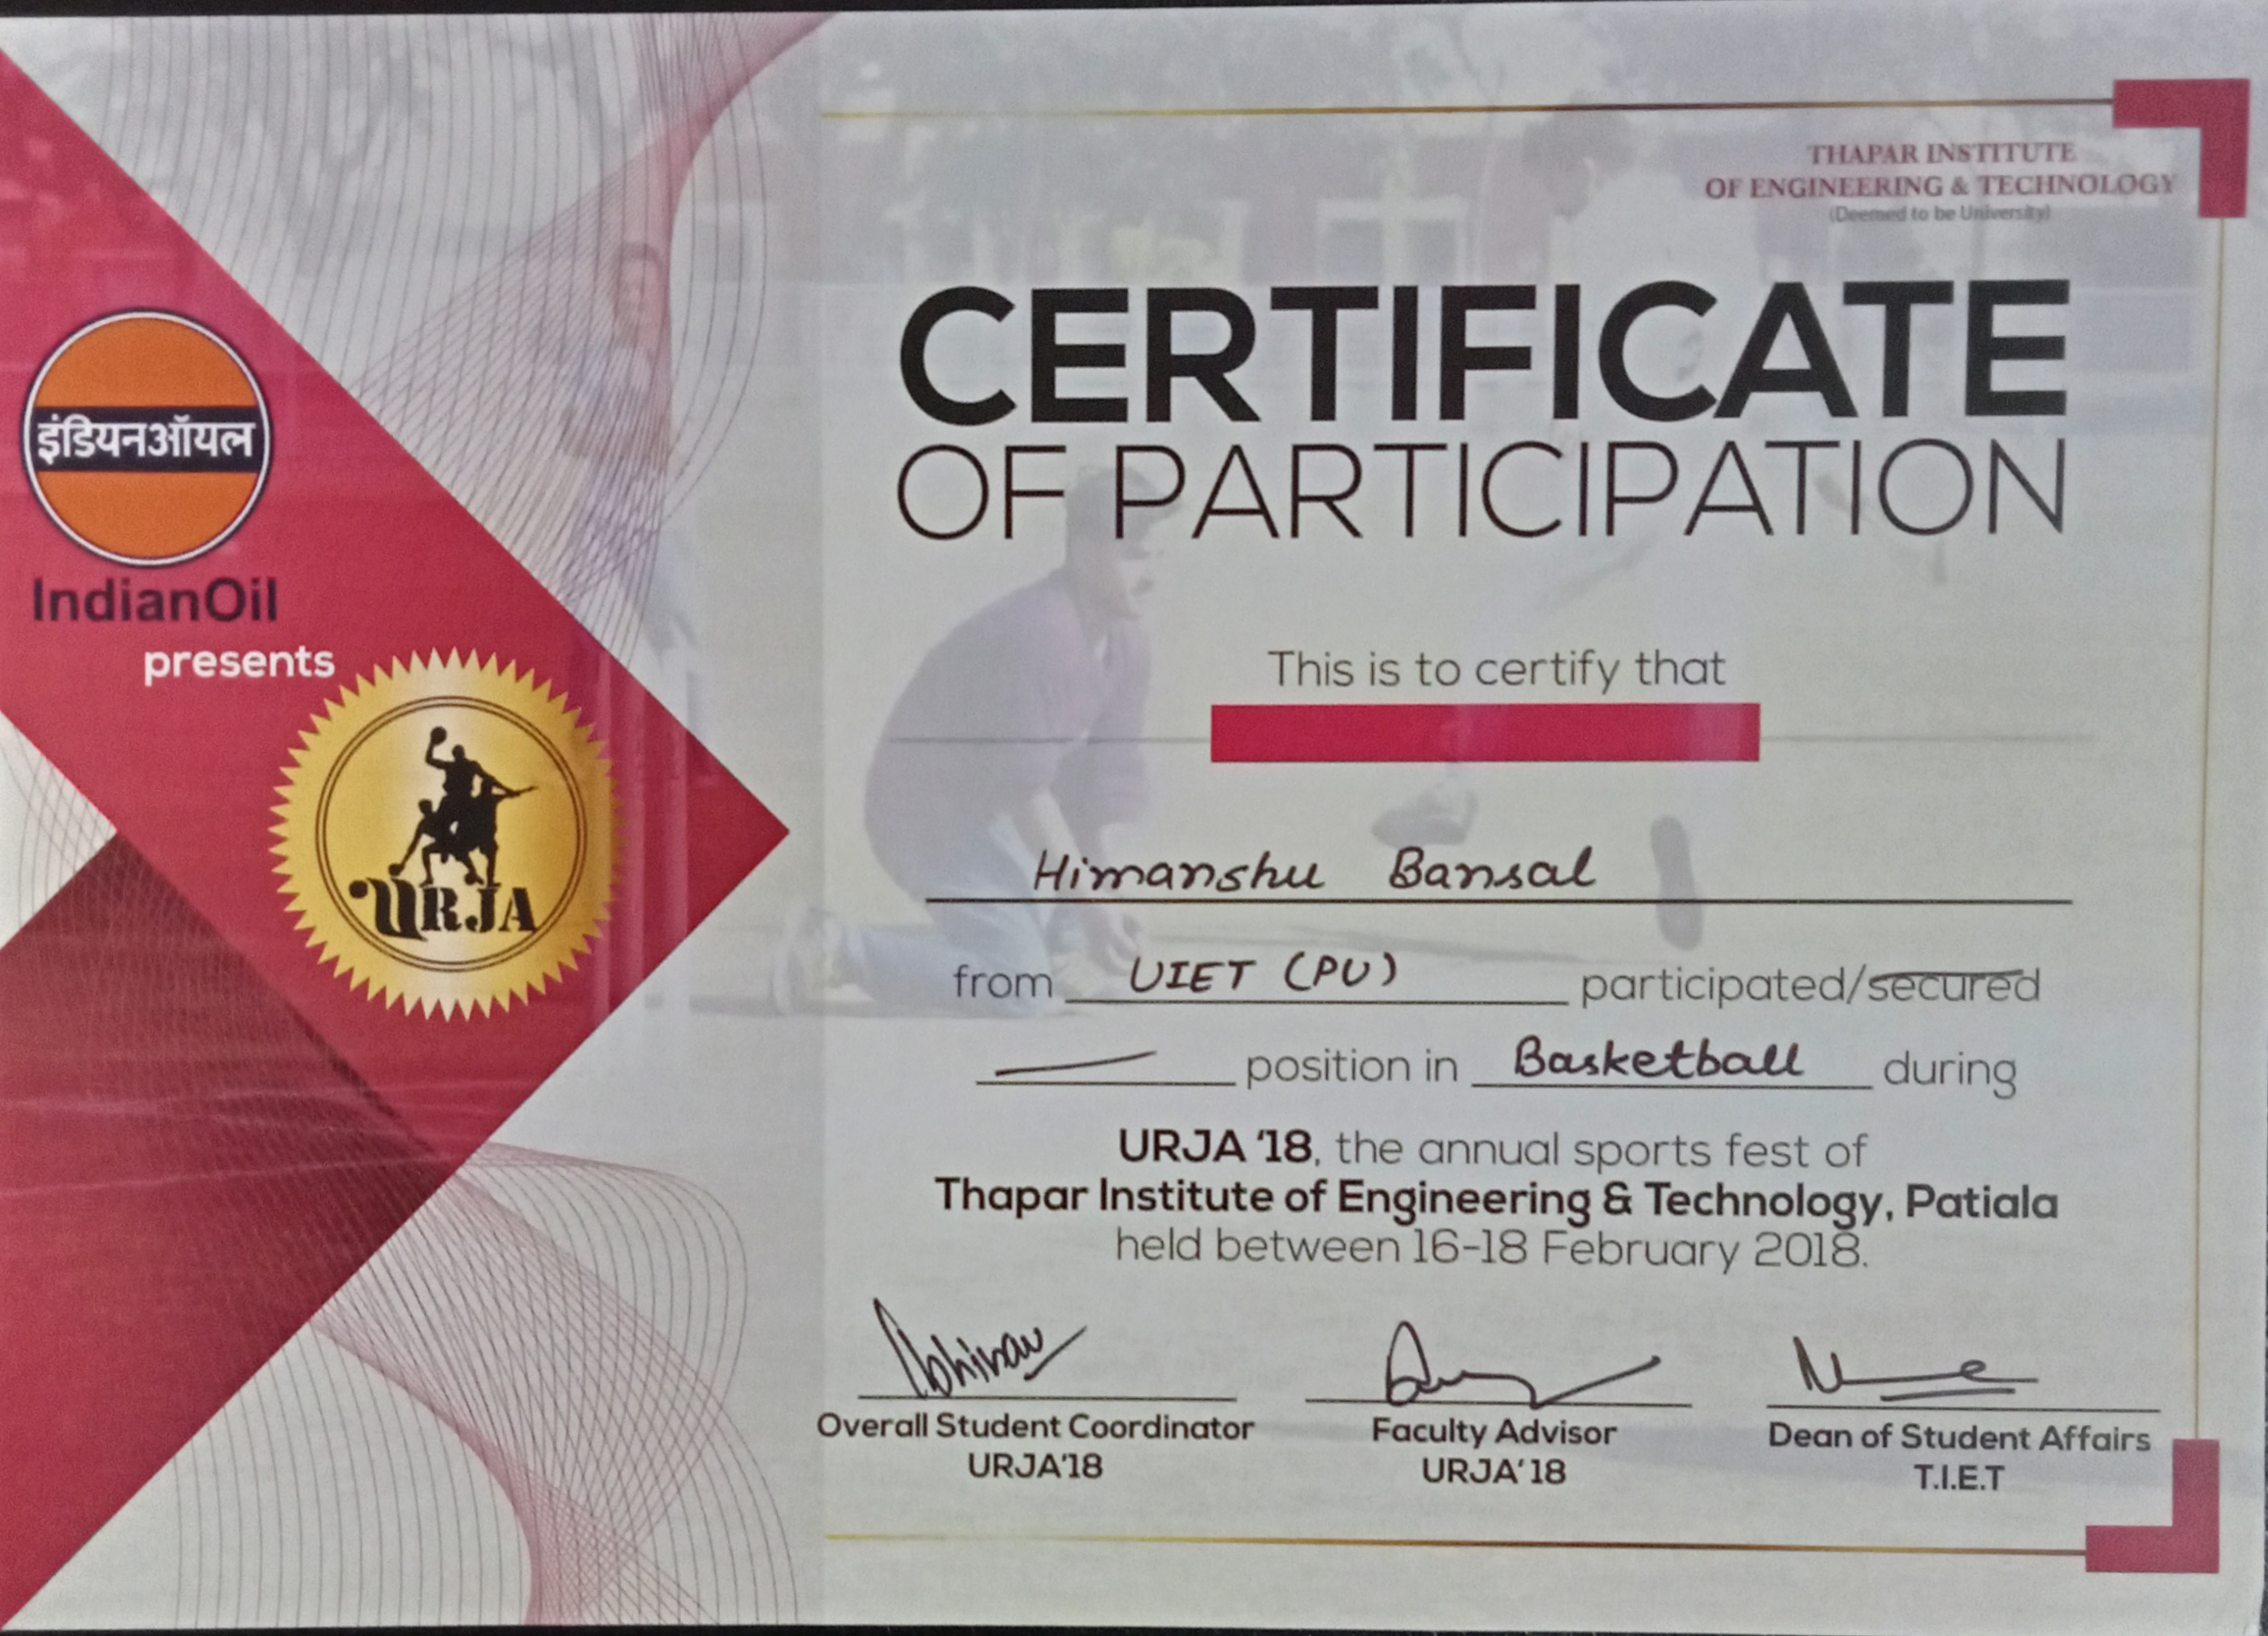 THAPAR INSTITUTE
OF ENGINEERING & TECHNOLOGY
(Deemed to be University)
इंडियनऑयल
IndianOil
presents
URJA
CERTIFICATE
OF PARTICIPATION
This is to certify that
Himanshu Bansal
from UIET (PU) participated/secured
position in Basketball during
URJA '18, the annual sports fest of
Thapar Institute of Engineering & Technology, Patiala
held between 16-18 February 2018.
Abhinav
Overall Student Coordinator
URJA'18
Faculty Advisor
URJA'18
Dean of Student Affairs
T.I.E.T